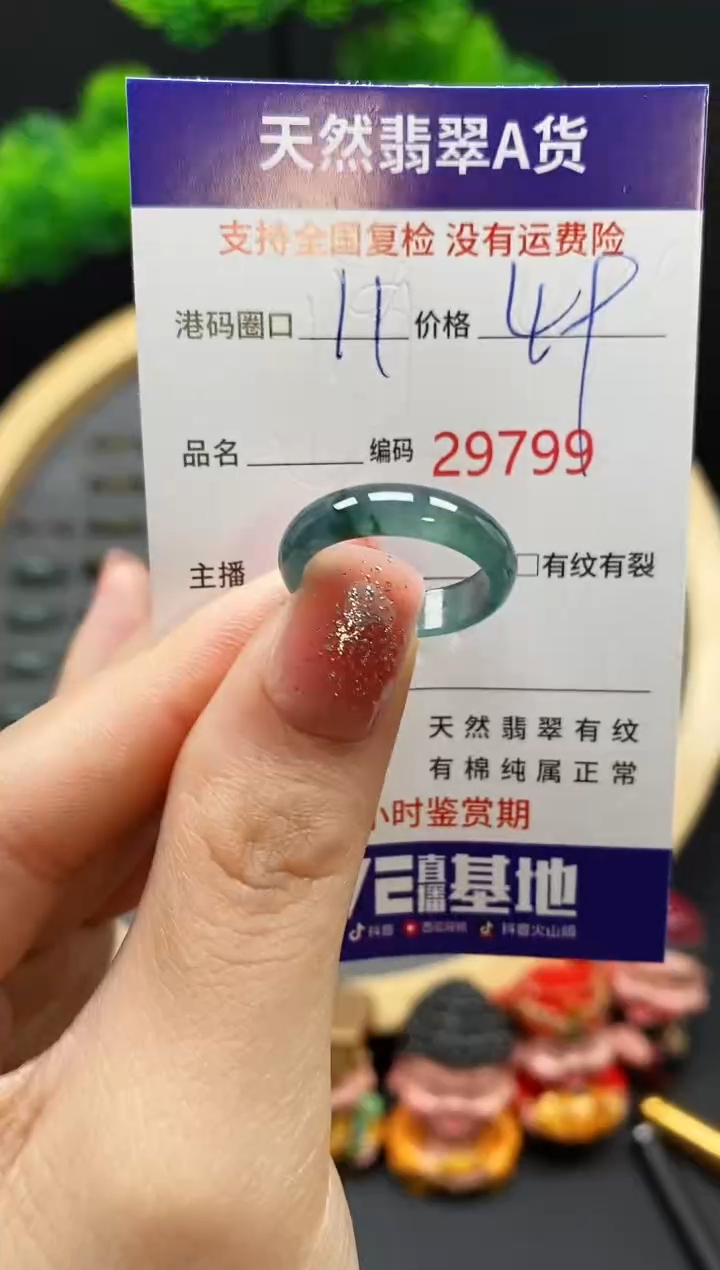 天然翡翠A货
支持全国复检 没有运费险
港码圈口 11 价格 49
品名 编码 29799
主播 □有纹有裂
天然翡翠有纹
有棉纯属正常
小时鉴赏期
直播基地
抖音 西瓜视频 抖音火山版